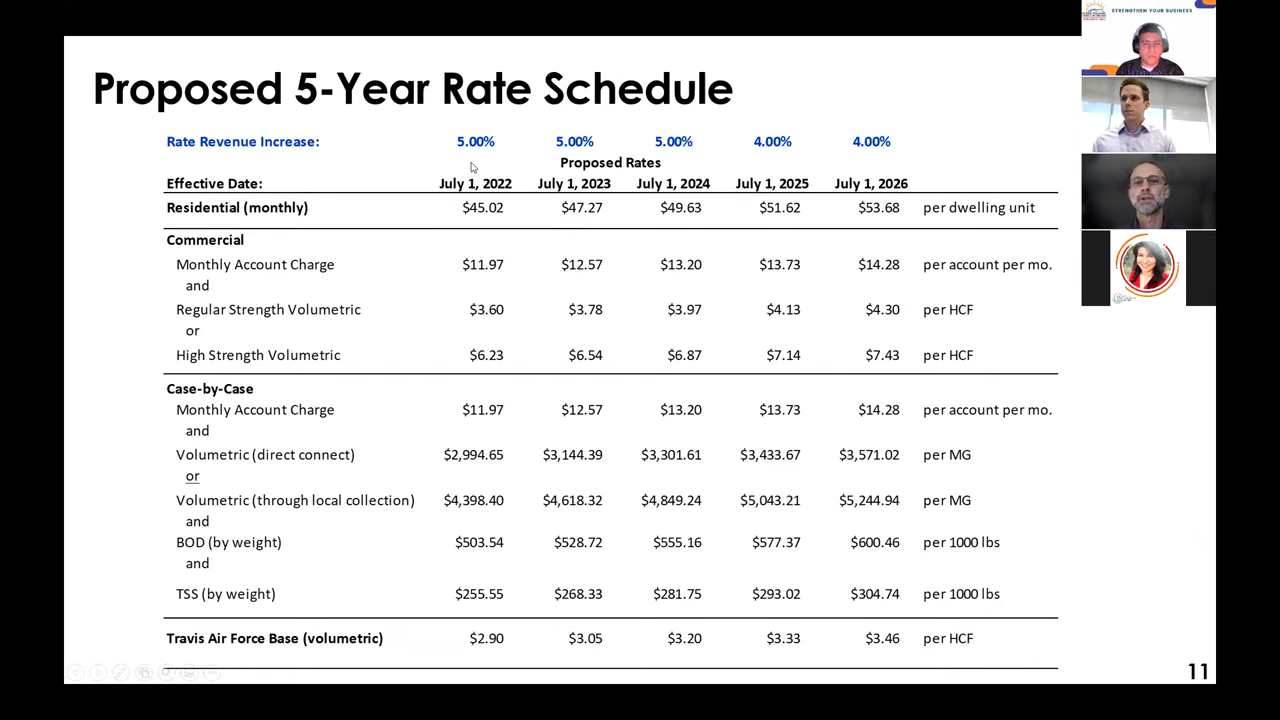 STRENGTHEN YOUR BUSINESS
Proposed 5-Year Rate Schedule
Rate Revenue Increase: 5.00% 5.00% 5.00% 4.00% 4.00%
Proposed Rates
Effective Date: July 1, 2022 July 1, 2023 July 1, 2024 July 1, 2025 July 1, 2026
Residential (monthly) $45.02 $47.27 $49.63 $51.62 $53.68 per dwelling unit
Commercial
Monthly Account Charge $11.97 $12.57 $13.20 $13.73 $14.28 per account per mo.
and
Regular Strength Volumetric $3.60 $3.78 $3.97 $4.13 $4.30 per HCF
or
High Strength Volumetric $6.23 $6.54 $6.87 $7.14 $7.43 per HCF
Case-by-Case
Monthly Account Charge $11.97 $12.57 $13.20 $13.73 $14.28 per account per mo.
and
Volumetric (direct connect) $2,994.65 $3,144.39 $3,301.61 $3,433.67 $3,571.02 per MG
or
Volumetric (through local collection) $4,398.40 $4,618.32 $4,849.24 $5,043.21 $5,244.94 per MG
and
BOD (by weight) $503.54 $528.72 $555.16 $577.37 $600.46 per 1000 lbs
and
TSS (by weight) $255.55 $268.33 $281.75 $293.02 $304.74 per 1000 lbs
Travis Air Force Base (volumetric) $2.90 $3.05 $3.20 $3.33 $3.46 per HCF
11